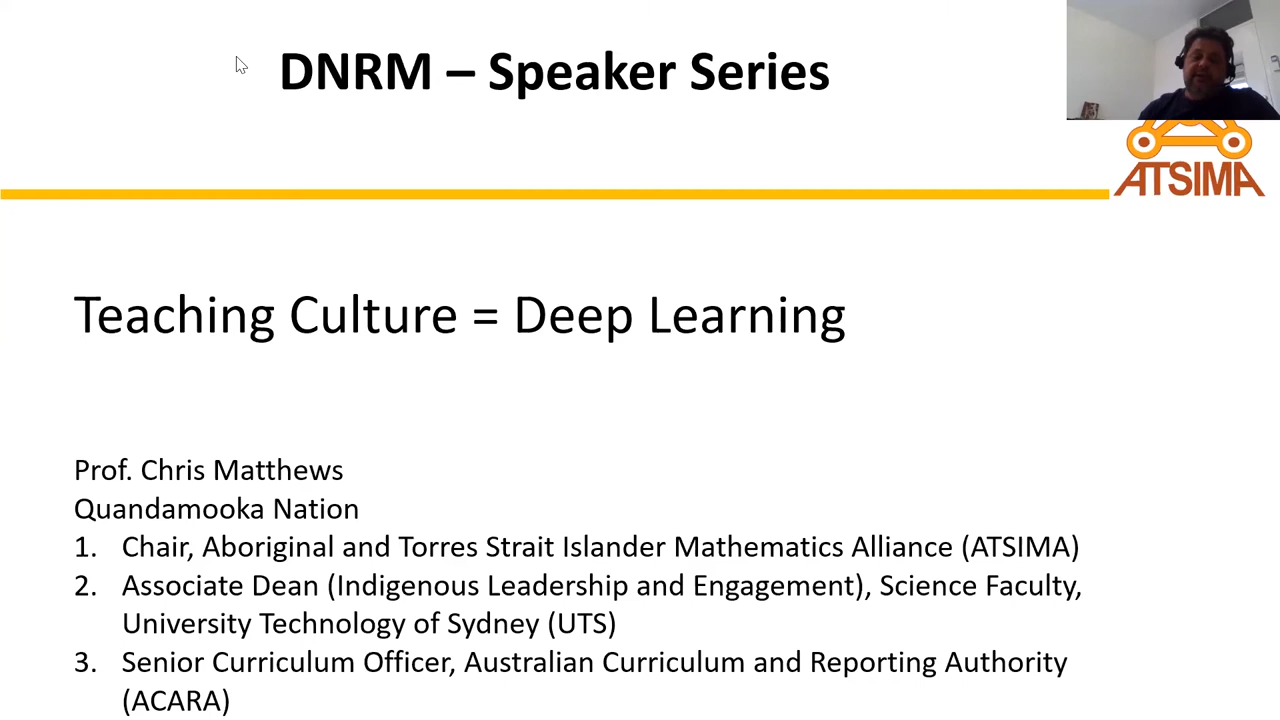 DNRM – Speaker Series
ATSIMA
Teaching Culture = Deep Learning
Prof. Chris Matthews
Quandamooka Nation
1. Chair, Aboriginal and Torres Strait Islander Mathematics Alliance (ATSIMA)
2. Associate Dean (Indigenous Leadership and Engagement), Science Faculty,
University Technology of Sydney (UTS)
3. Senior Curriculum Officer, Australian Curriculum and Reporting Authority
(ACARA)